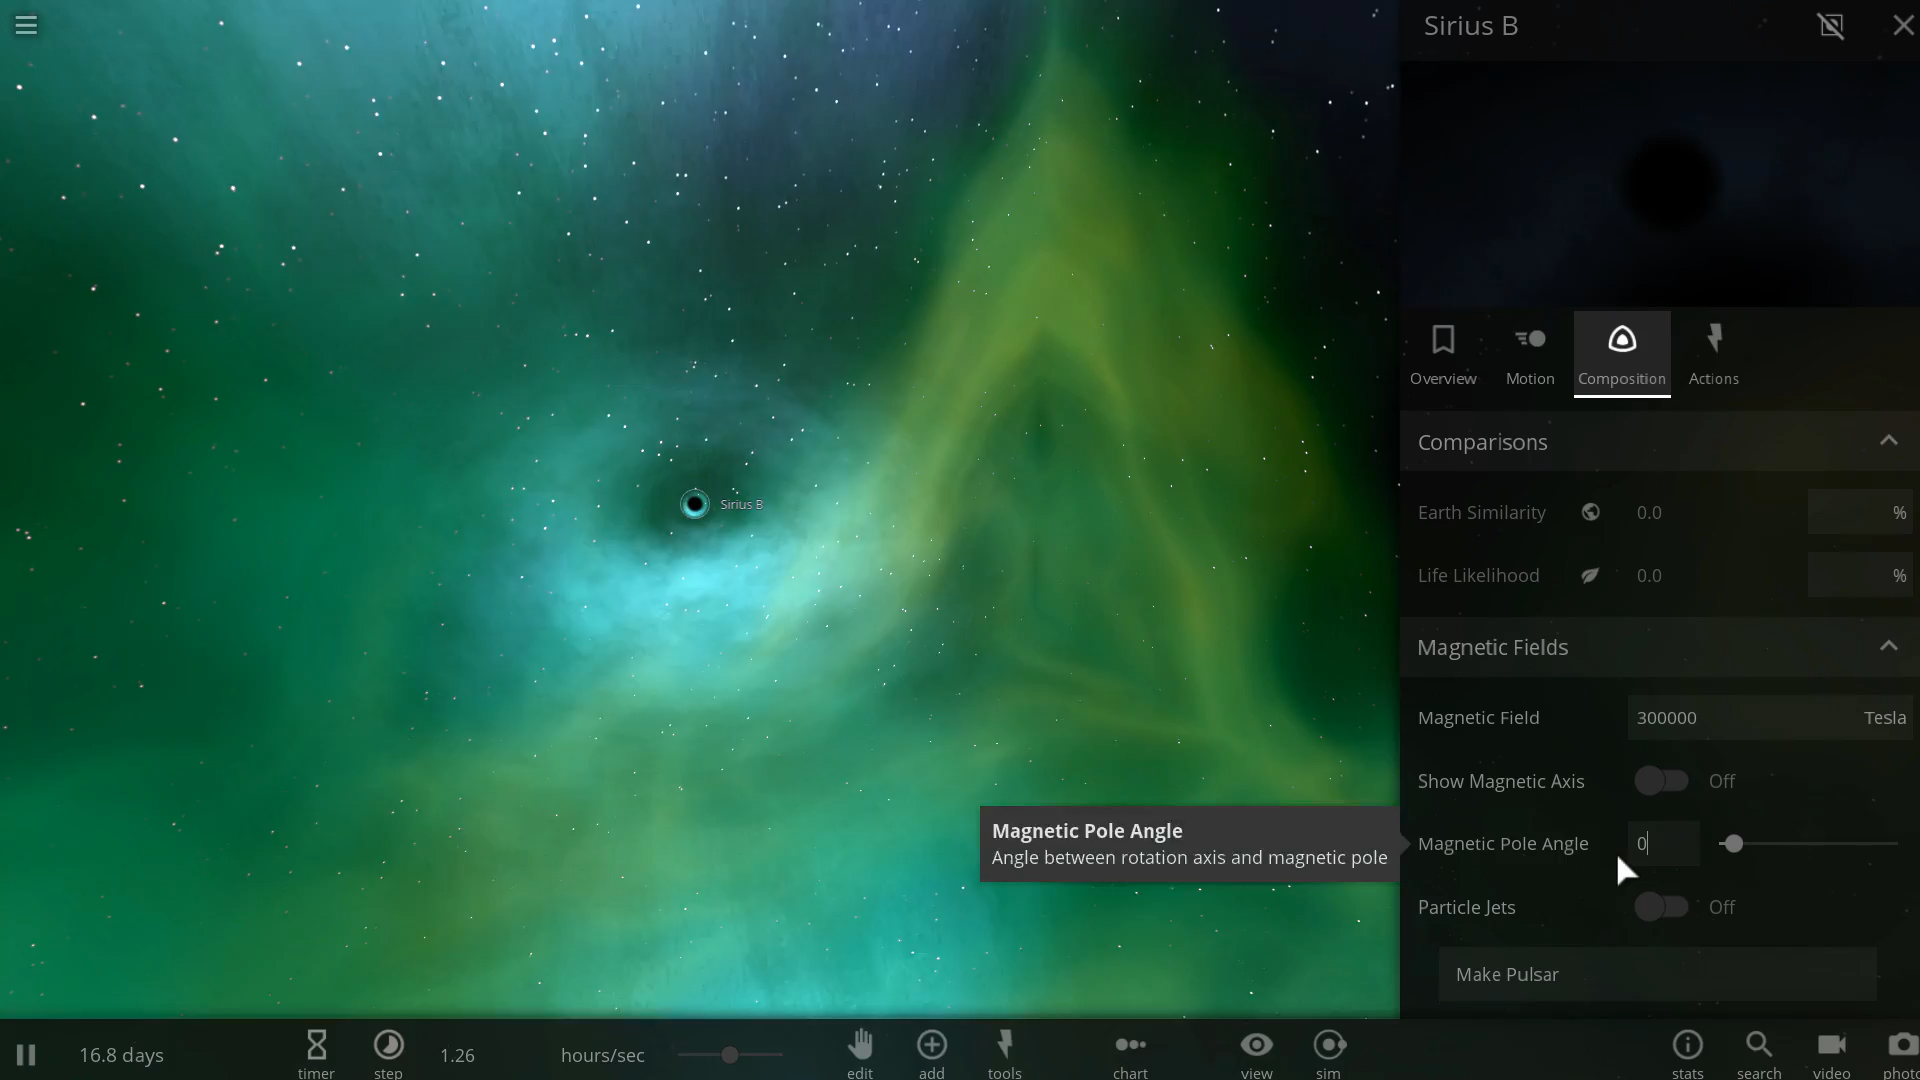 Sirius B
Sirius B
Overview Motion Composition Actions
Comparisons
Earth Similarity 0.0 %
Life Likelihood 0.0 %
Magnetic Fields
Magnetic Field 300000 Tesla
Show Magnetic Axis Off
Magnetic Pole Angle
Angle between rotation axis and magnetic pole
Magnetic Pole Angle 0
Particle Jets Off
Make Pulsar
16.8 days timer step 1.26 hours/sec edit add tools chart view sim stats search video photo